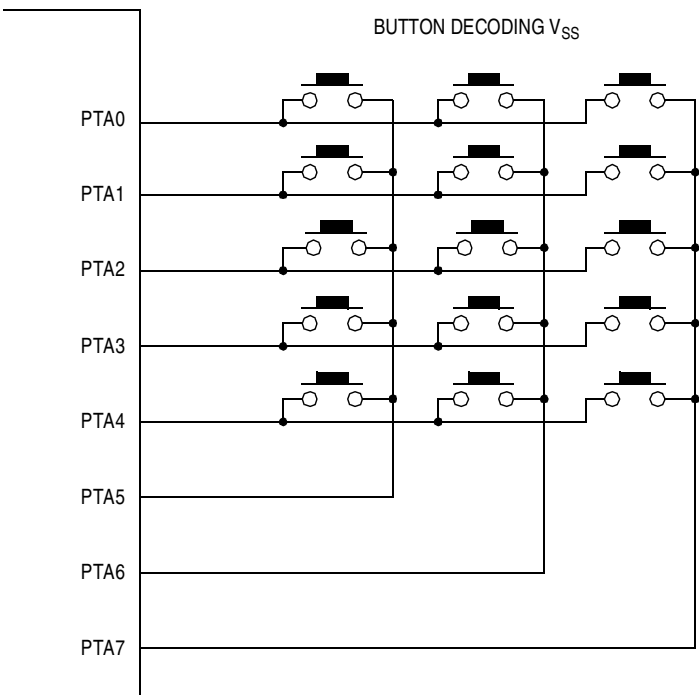 BUTTON DECODING VSS
PTA0
PTA1
PTA2
PTA3
PTA4
PTA5
PTA6
PTA7